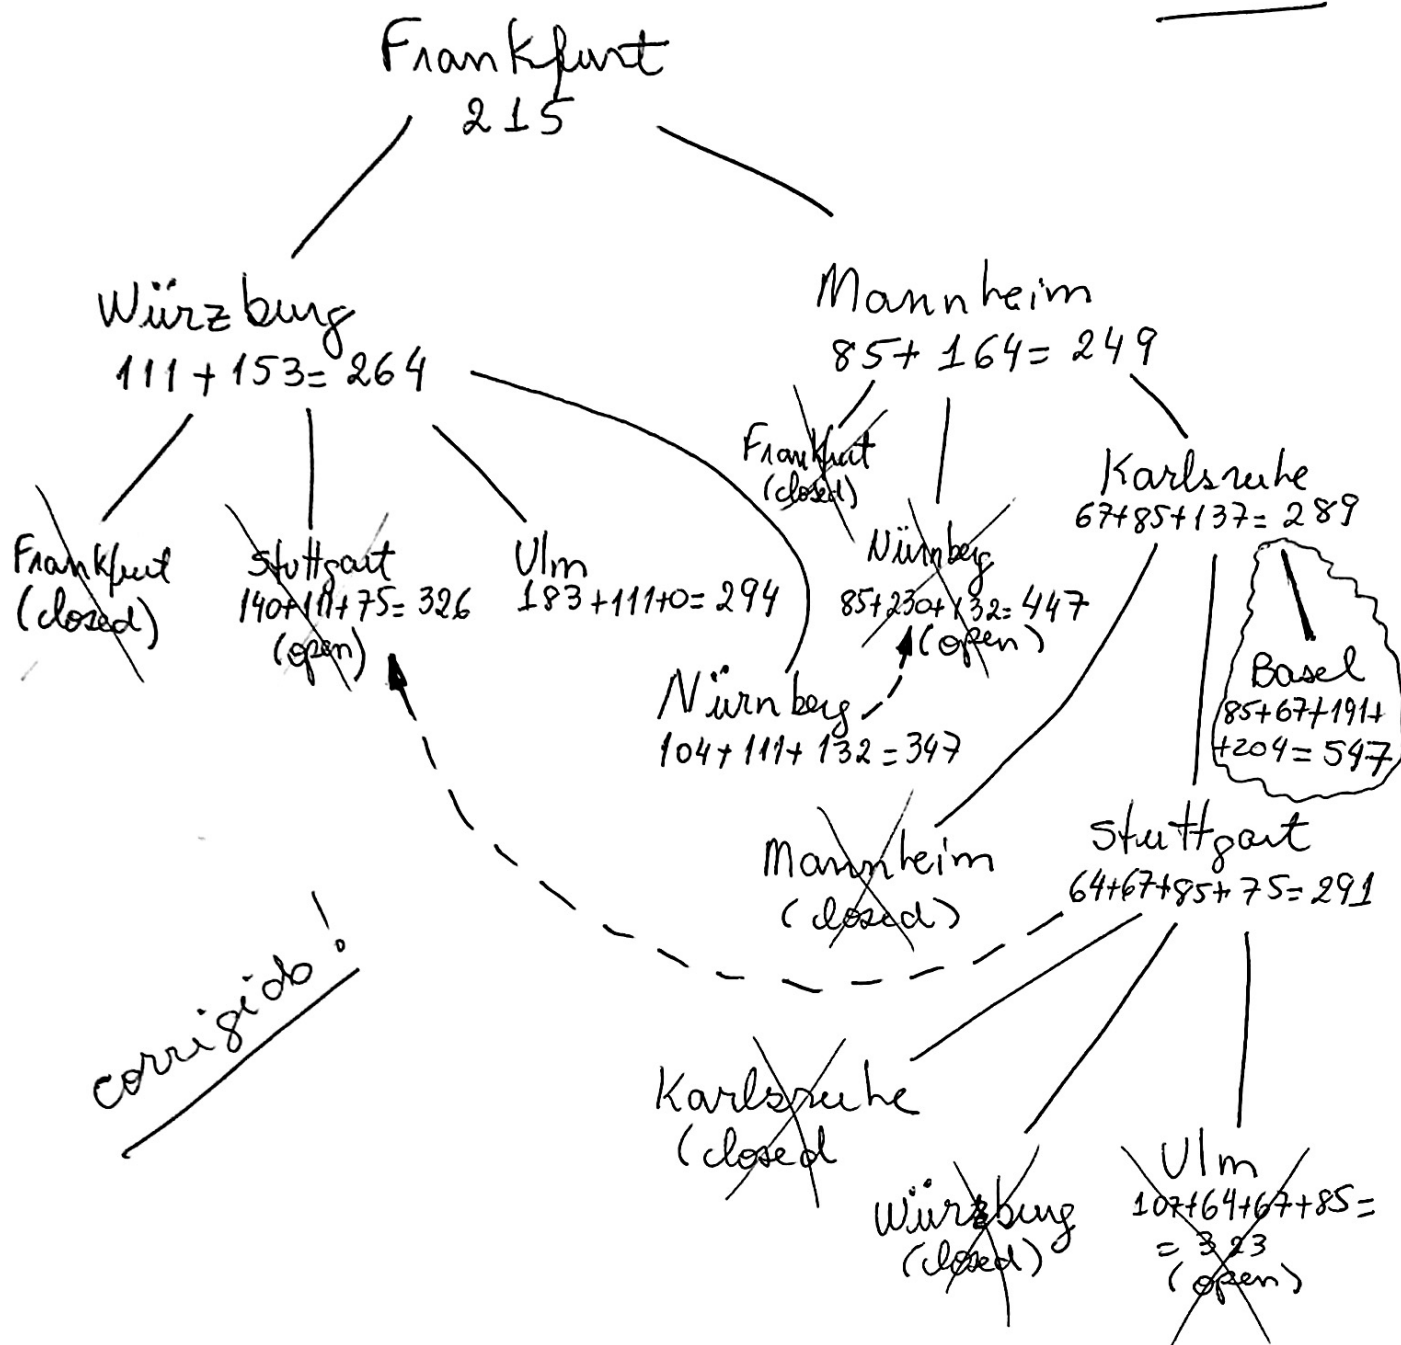 Frankfurt
215
Würzburg
111 + 153 = 264
Mannheim
85 + 164 = 249
Frankfurt
(closed)
Stuttgart
140+111+75=326
(open)
Ulm
183+111+0=294
Nürnberg
104+111+132=347
Frankfurt
(closed)
Nürnberg
85+230+132=447
(open)
Karlsruhe
67+85+137=289
Mannheim
(closed)
Stuttgart
64+67+85+75=291
Basel
85+67+191+
+204=547
Karlsruhe
(closed
Würzburg
(closed)
Ulm
107+64+67+85=
=323
(open)
corrigido!